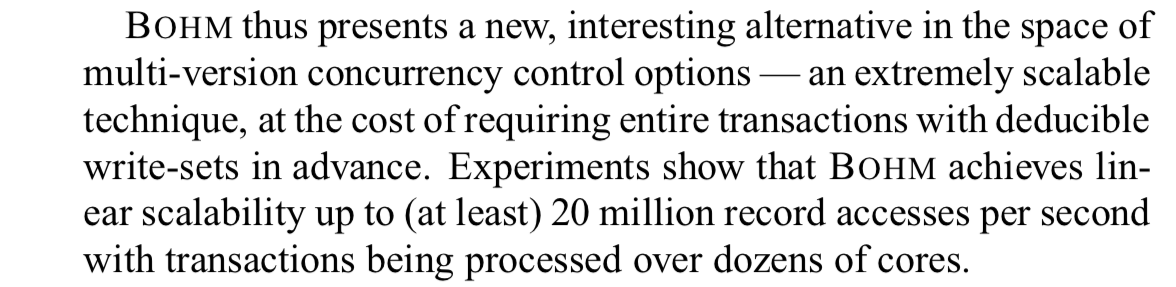 BOHM thus presents a new, interesting alternative in the space of
multi-version concurrency control options — an extremely scalable
technique, at the cost of requiring entire transactions with deducible
write-sets in advance. Experiments show that BOHM achieves lin-
ear scalability up to (at least) 20 million record accesses per second
with transactions being processed over dozens of cores.